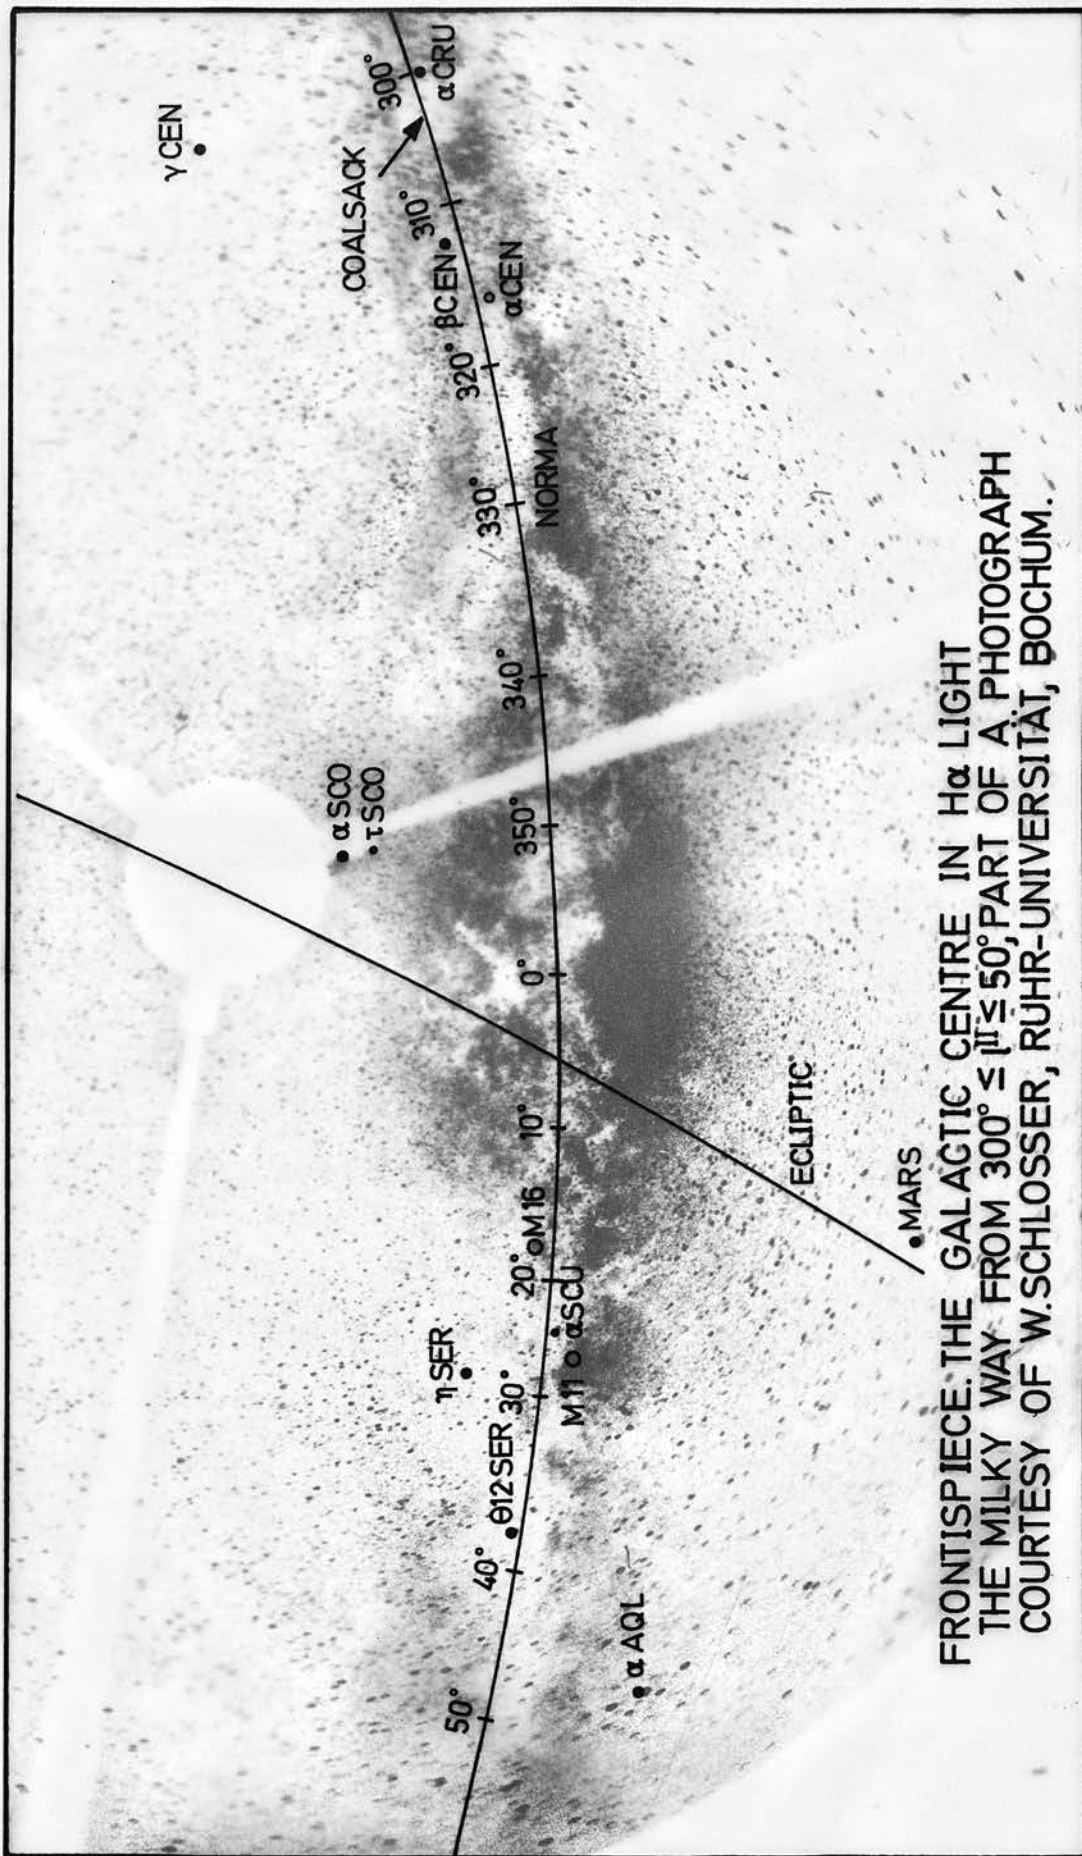 γ CEN
COALSACK
300°
α CRU
310°
β CEN
α CEN
320°
330°
NORMA
340°
α SCO
τ SCO
350°
0°
10°
ECLIPTIC
MARS
M16
20°
α SCU
M11
η SER
30°
θ12 SER
40°
α AQL
50°
FRONTISPIECE. THE GALACTIC CENTRE IN Hα LIGHT
THE MILKY WAY FROM 300° ≤ lᴵᴵ ≤ 50°, PART OF A PHOTOGRAPH
COURTESY OF W. SCHLOSSER, RUHR-UNIVERSITÄT, BOCHUM.